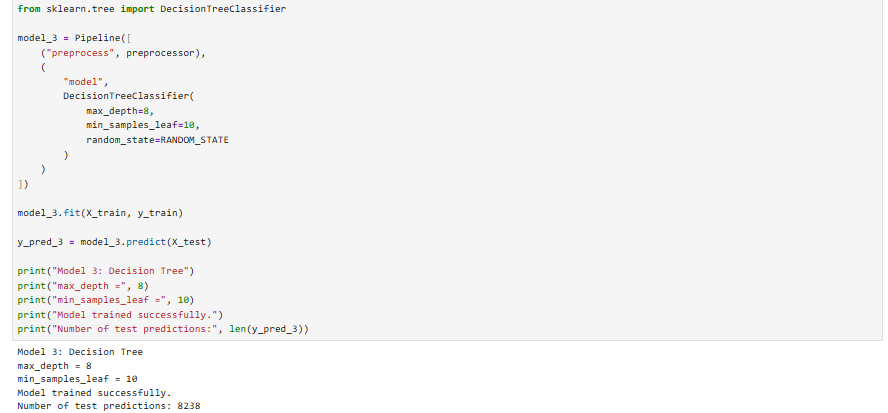 from sklearn.tree import DecisionTreeClassifier
model_3 = Pipeline([
    ("preprocess", preprocessor),
    (
        "model",
        DecisionTreeClassifier(
            max_depth=8,
            min_samples_leaf=10,
            random_state=RANDOM_STATE
        )
    )
])
model_3.fit(X_train, y_train)
y_pred_3 = model_3.predict(X_test)
print("Model 3: Decision Tree")
print("max_depth =", 8)
print("min_samples_leaf =", 10)
print("Model trained successfully.")
print("Number of test predictions:", len(y_pred_3))
Model 3: Decision Tree
max_depth = 8
min_samples_leaf = 10
Model trained successfully.
Number of test predictions: 8238